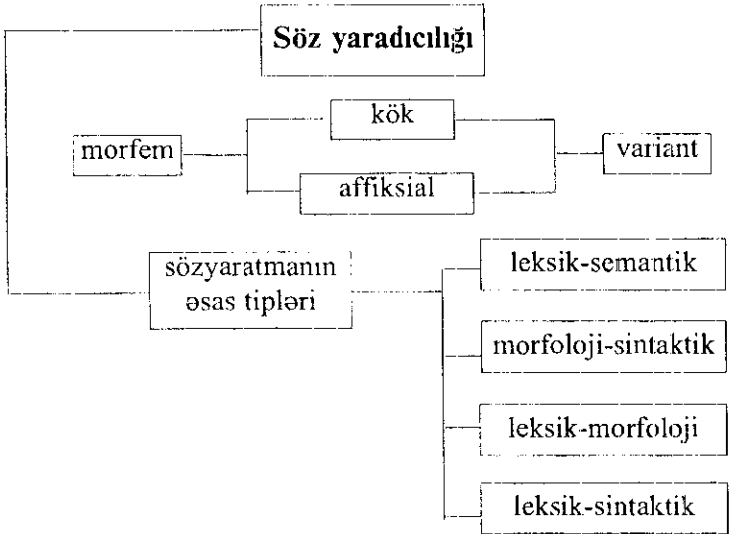 Söz yaradıcılığı
kök
morfem
variant
affiksial
sözyaratmanın
əsas tipləri
leksik-semantik
morfoloji-sintaktik
leksik-morfoloji
leksik-sintaktik